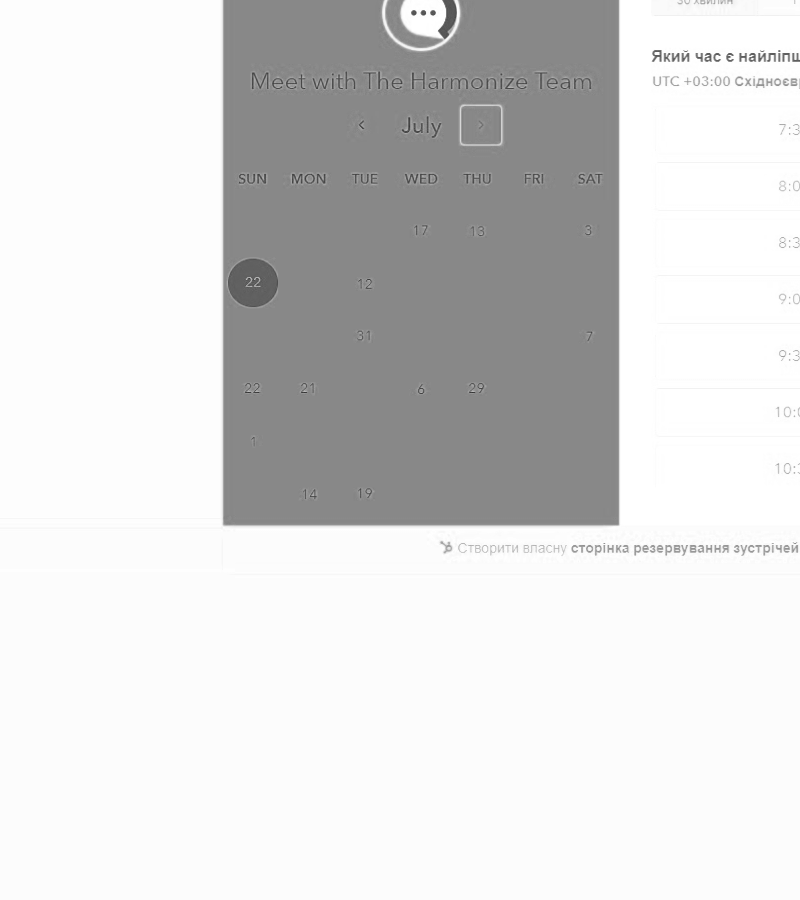 30 хвилин
Meet with The Harmonize Team
July
SUN MON TUE WED THU FRI SAT
17 13 3
22 12
31 7
22 21 6 29
1
14 19
Який час є
UTC +03:00
7:3
8:0
8:3
9:0
9:3
10:0
10:3
Створити власну сторінка резервування зустрічей